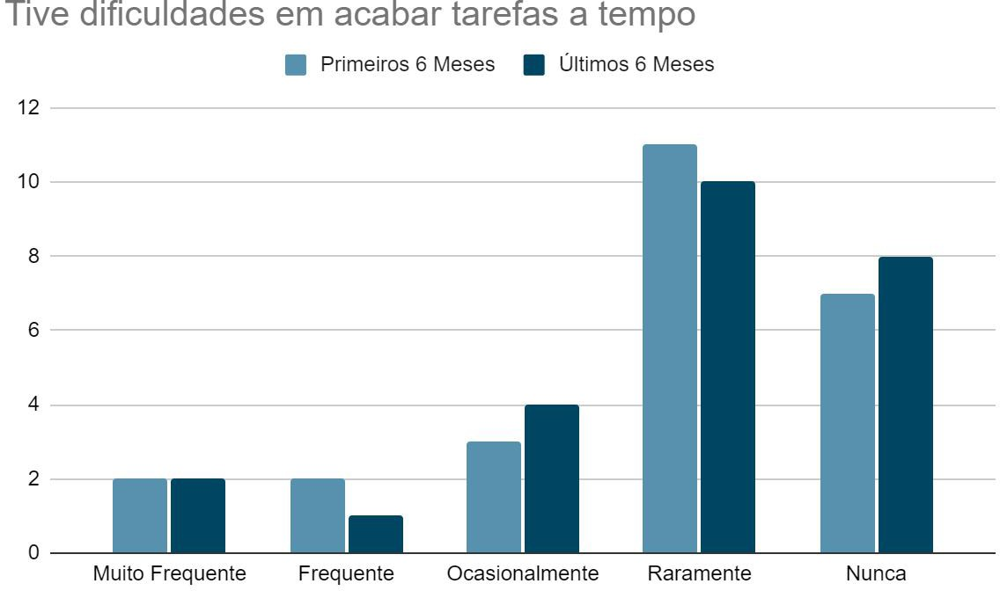 Tive dificuldades em acabar tarefas a tempo
Primeiros 6 Meses Últimos 6 Meses
12
10
8
6
4
2
0
Muito Frequente Frequente Ocasionalmente Raramente Nunca